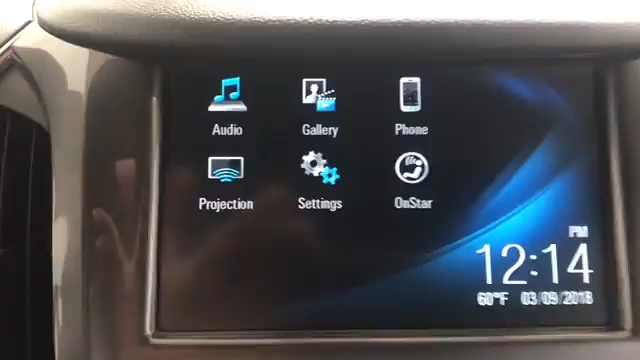 Audio Gallery Phone
Projection Settings OnStar
PM
12:14
60°F 03/09/2018